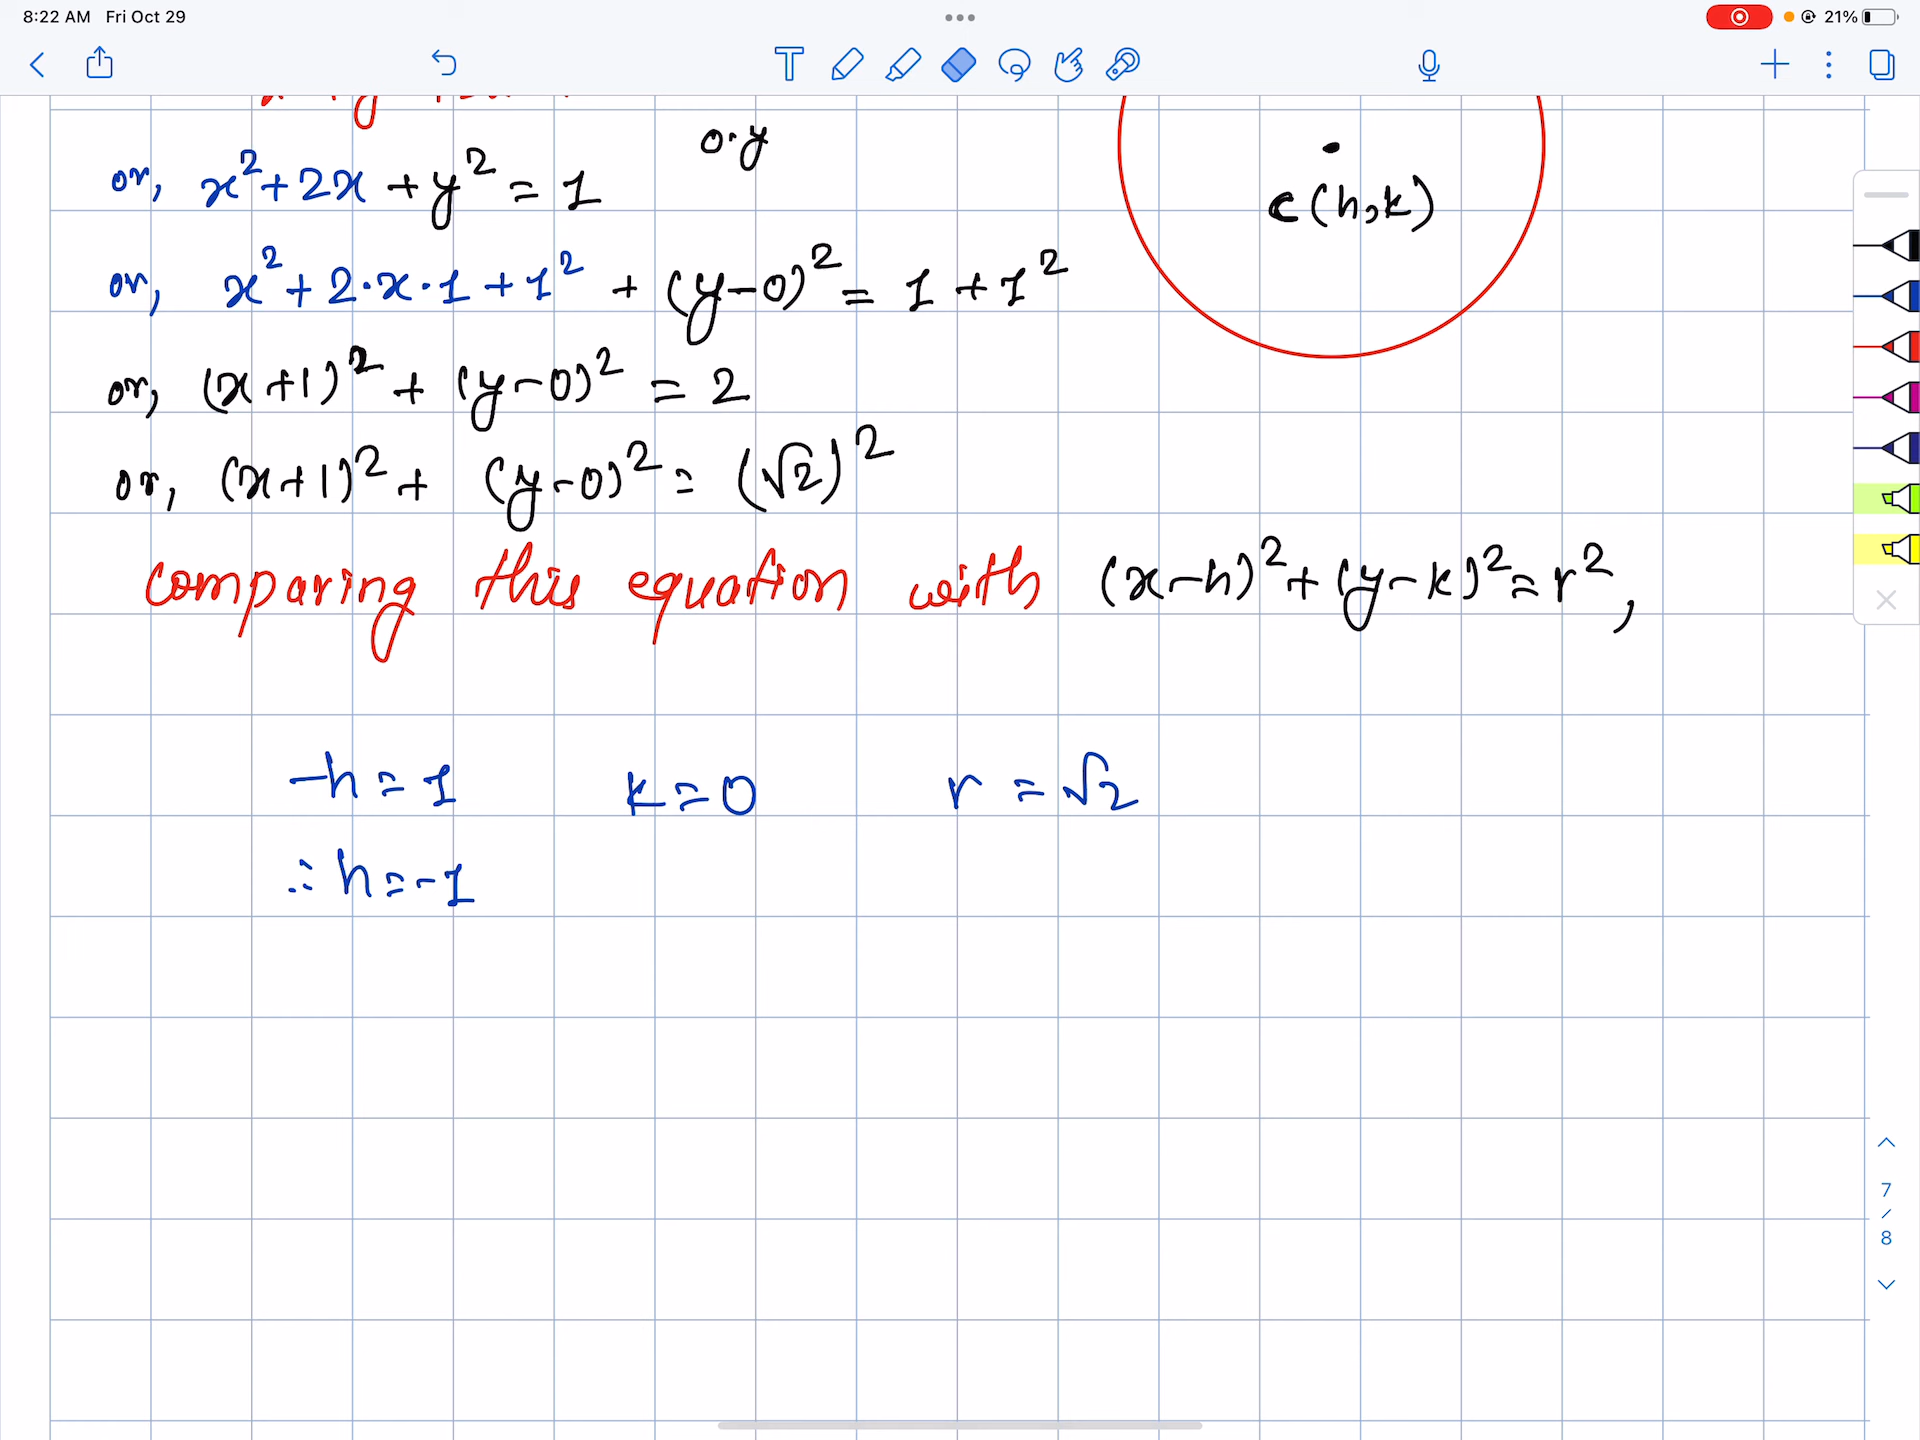 8:22 AM Fri Oct 29
21%
0·y
or, x²+2x +y² = 1
C(h,k)
or, x²+2·x·1+1² + (y-0)² = 1 +1²
or, (x+1)² + (y-0)² = 2
or, (x+1)² + (y-0)² = (√2)²
comparing this equation with (x-h)²+(y-k)²=r²,
-h=1 k=0 r=√2
∴h=-1
7
/
8